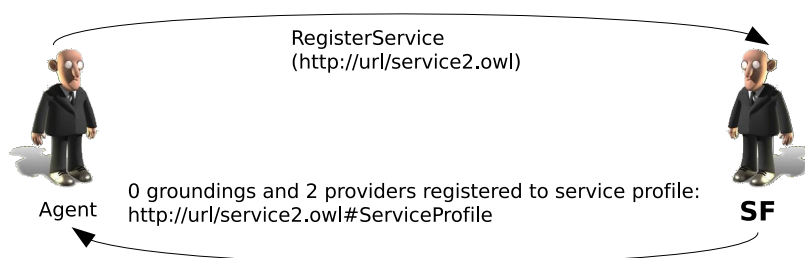 RegisterService
(http://url/service2.owl)
0 groundings and 2 providers registered to service profile:
http://url/service2.owl#ServiceProfile
Agent
SF